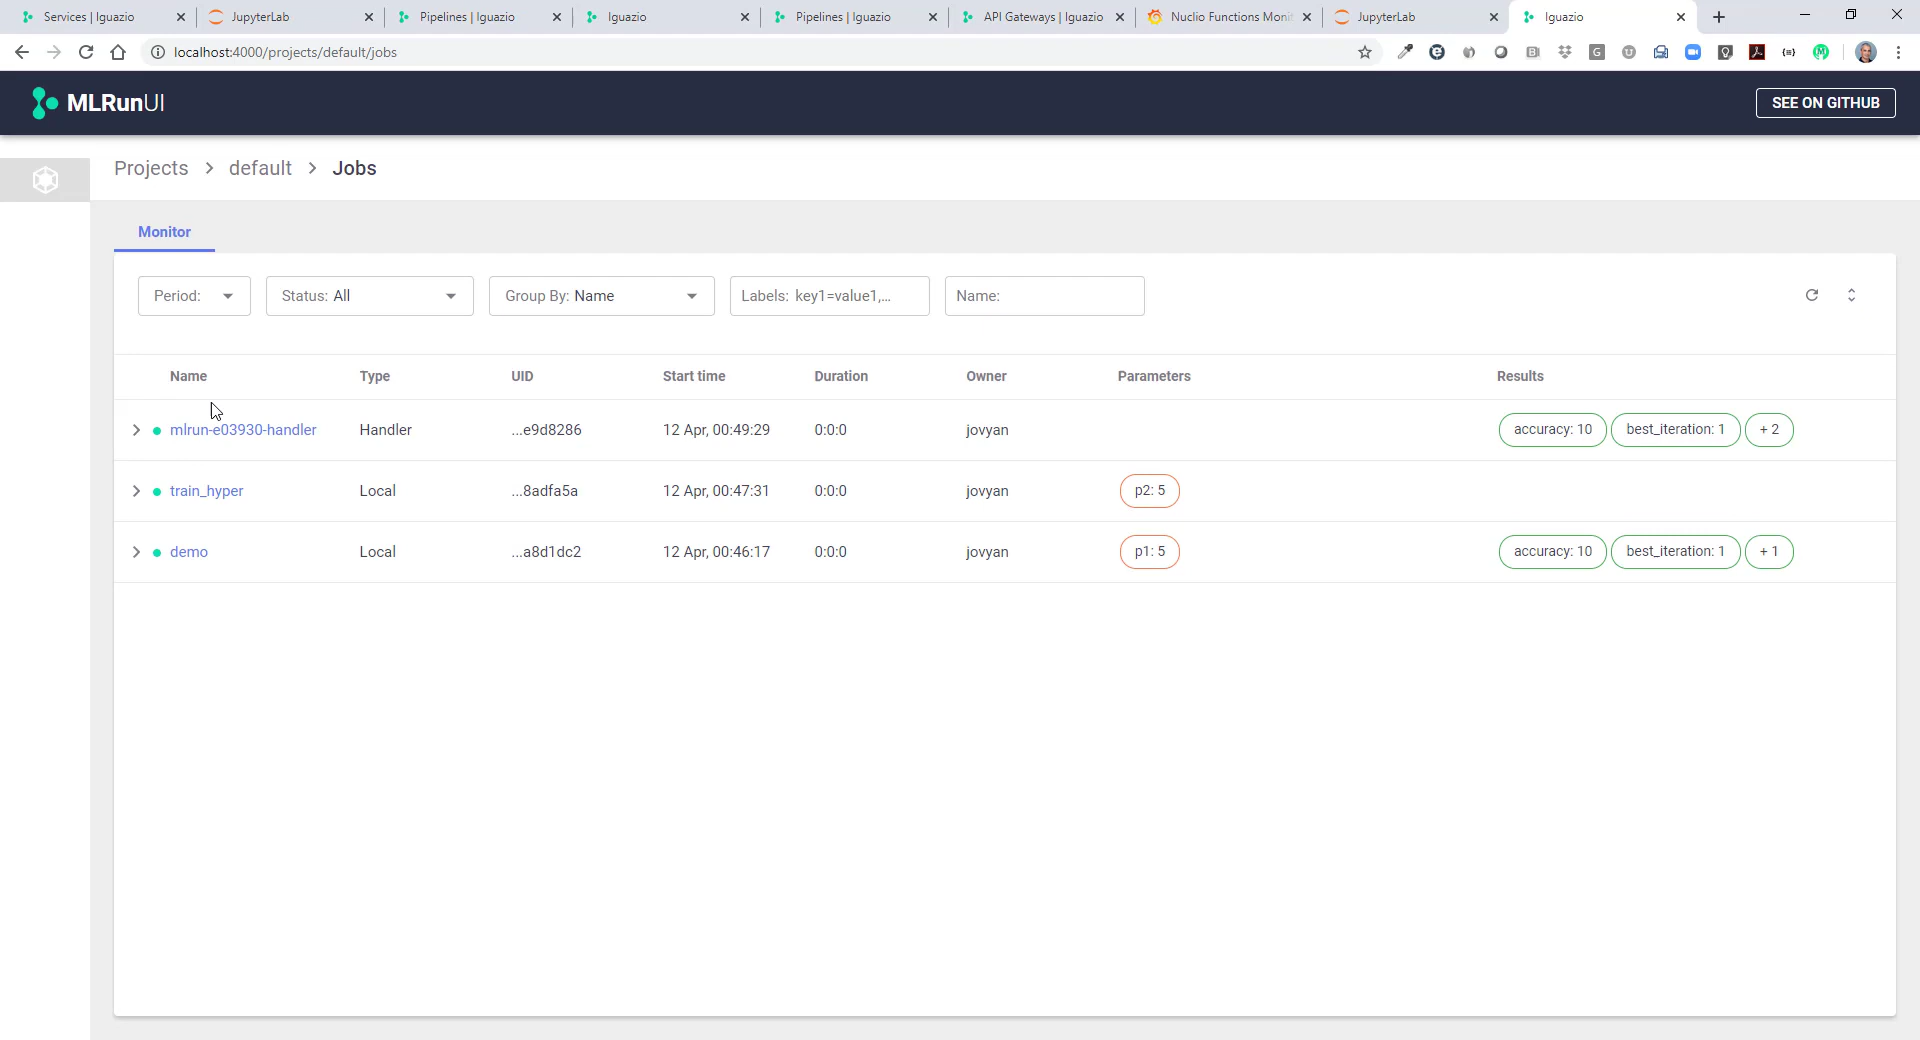 Services | Iguazio JupyterLab Pipelines | Iguazio Iguazio Pipelines | Iguazio API Gateways | Iguazio Nuclio Functions Monit JupyterLab Iguazio
localhost:4000/projects/default/jobs
MLRunUI SEE ON GITHUB
Projects > default > Jobs
Monitor
Period: Status: All Group By: Name Labels: key1=value1,... Name:
Name Type UID Start time Duration Owner Parameters Results
mlrun-e03930-handler Handler ...e9d8286 12 Apr, 00:49:29 0:0:0 jovyan accuracy: 10 best_iteration: 1 + 2
train_hyper Local ...8adfa5a 12 Apr, 00:47:31 0:0:0 jovyan p2: 5
demo Local ...a8d1dc2 12 Apr, 00:46:17 0:0:0 jovyan p1: 5 accuracy: 10 best_iteration: 1 + 1